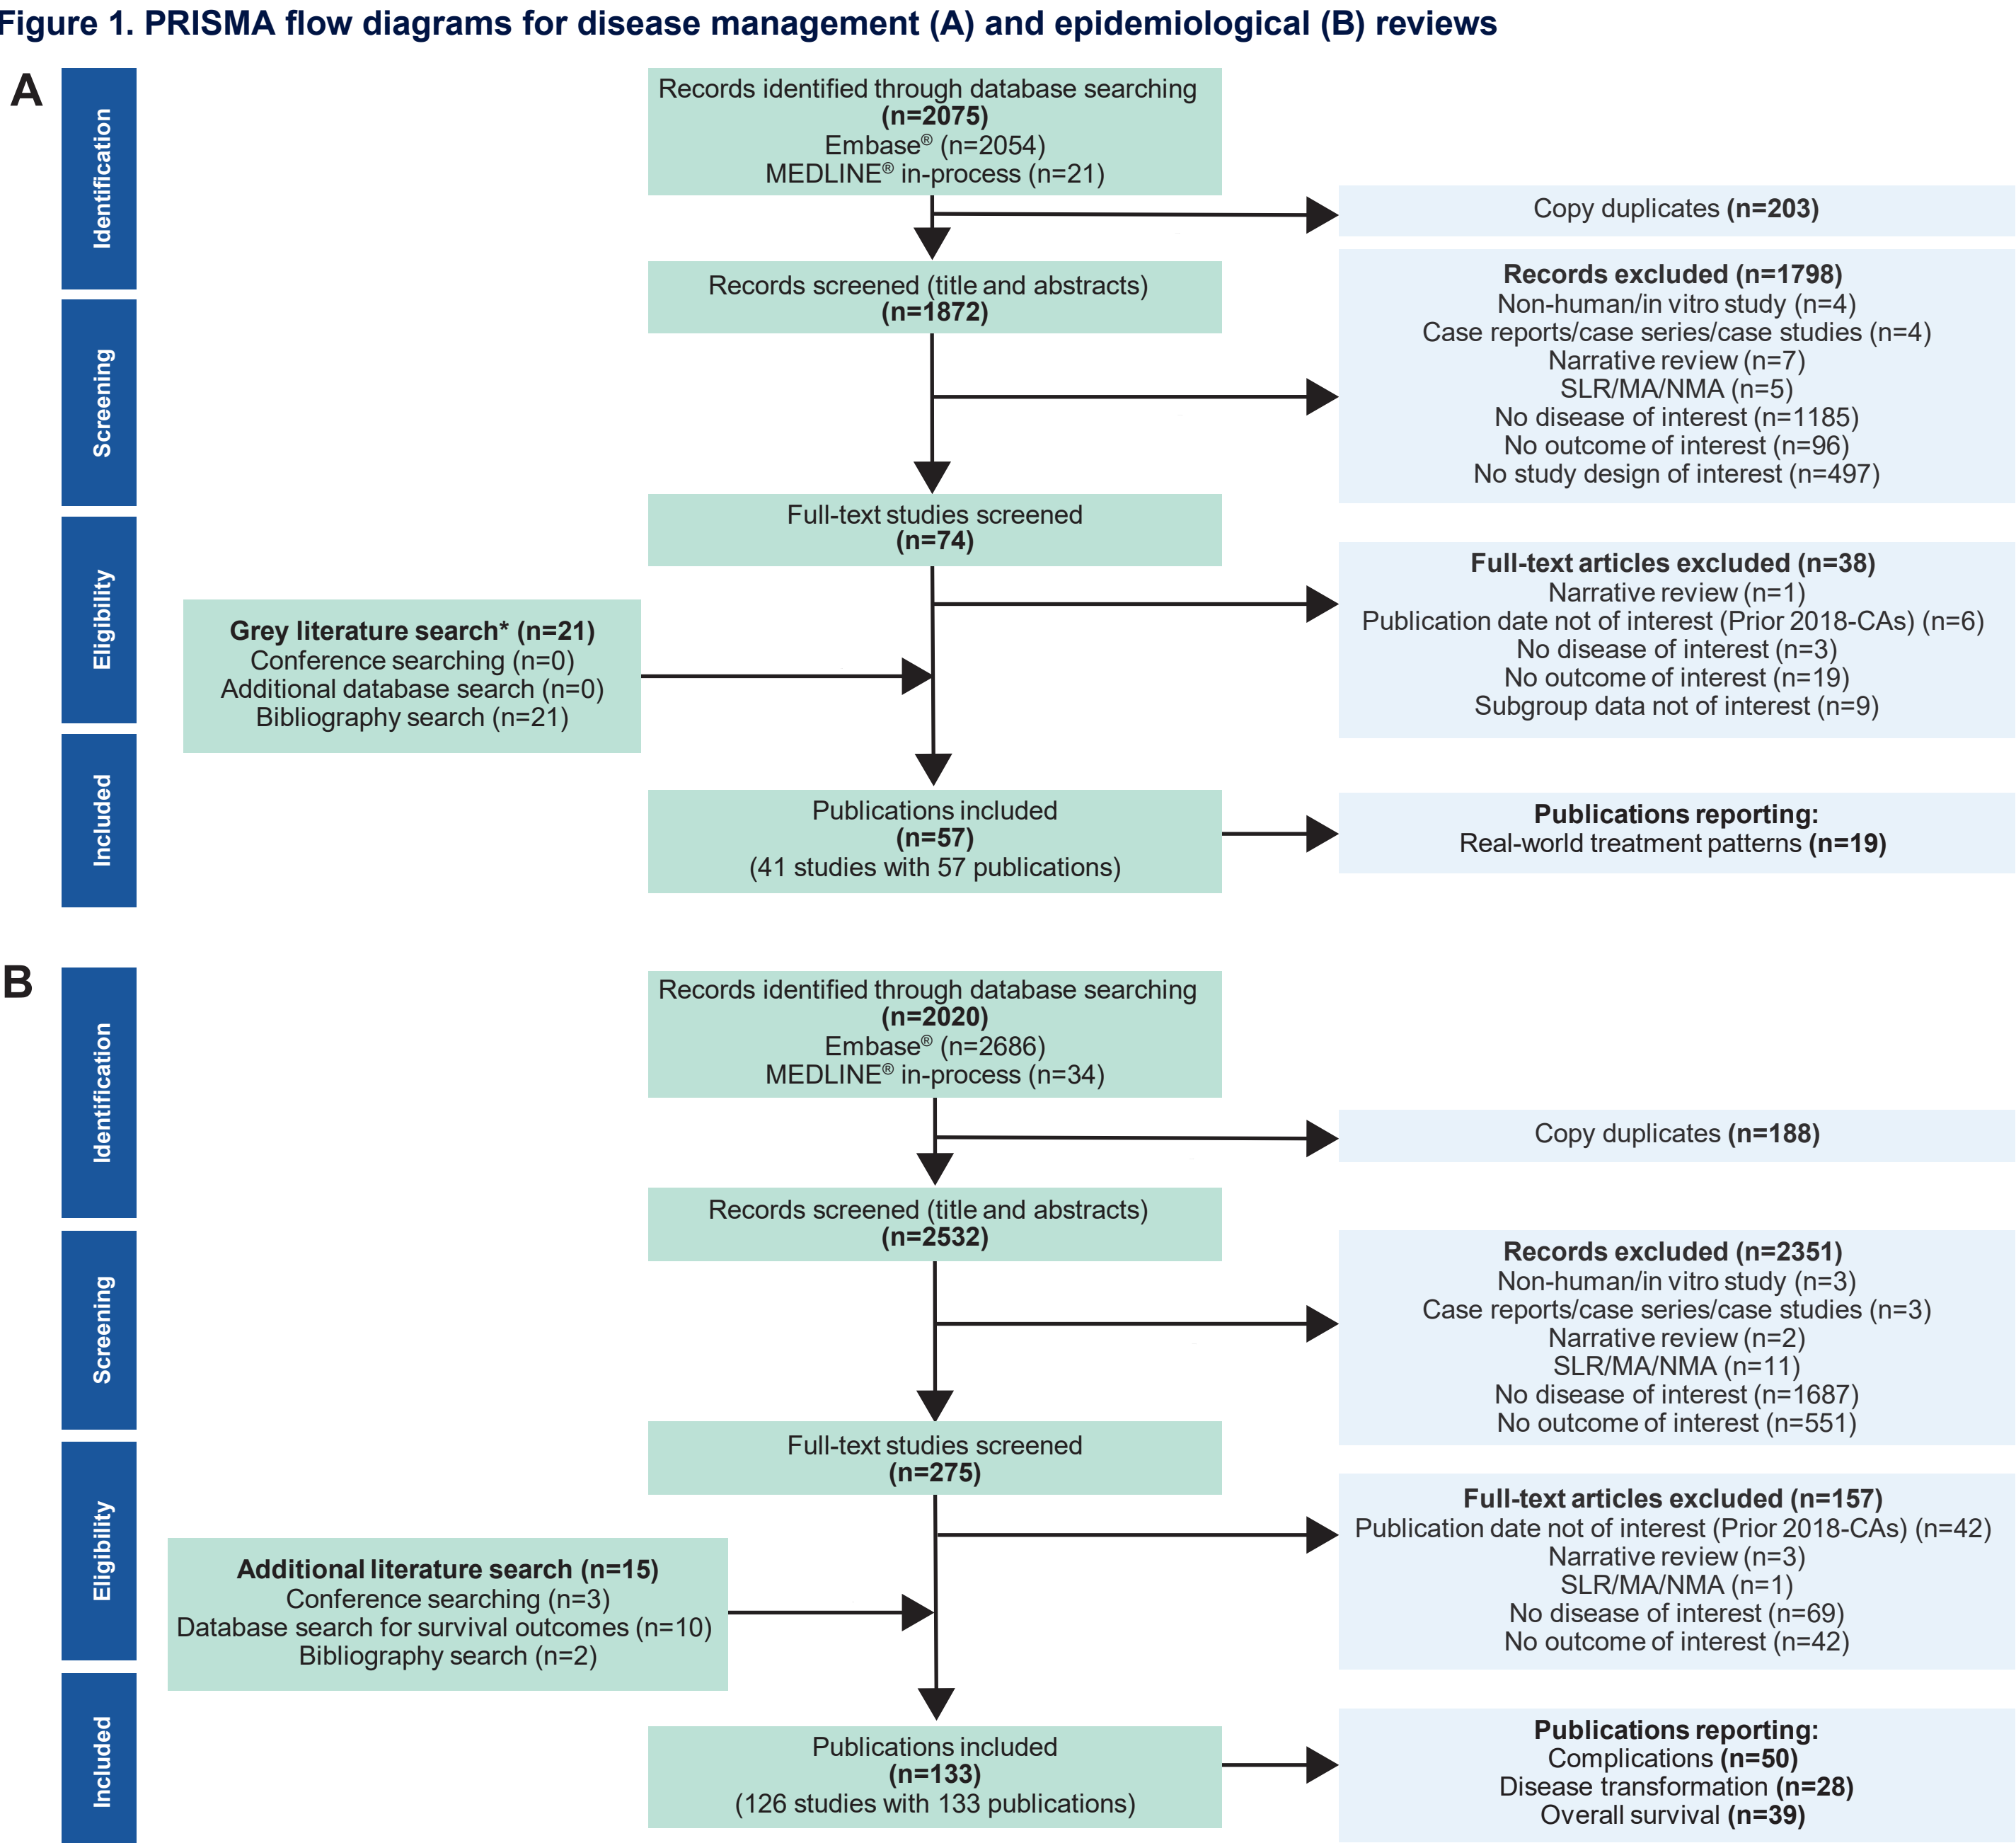 Figure 1. PRISMA flow diagrams for disease management (A) and epidemiological (B) reviews
A
Identification
Records identified through database searching
(n=2075)
Embase® (n=2054)
MEDLINE® in-process (n=21)
Copy duplicates (n=203)
Screening
Records screened (title and abstracts)
(n=1872)
Records excluded (n=1798)
Non-human/in vitro study (n=4)
Case reports/case series/case studies (n=4)
Narrative review (n=7)
SLR/MA/NMA (n=5)
No disease of interest (n=1185)
No outcome of interest (n=96)
No study design of interest (n=497)
Eligibility
Full-text studies screened
(n=74)
Full-text articles excluded (n=38)
Narrative review (n=1)
Publication date not of interest (Prior 2018-CAs) (n=6)
No disease of interest (n=3)
No outcome of interest (n=19)
Subgroup data not of interest (n=9)
Grey literature search* (n=21)
Conference searching (n=0)
Additional database search (n=0)
Bibliography search (n=21)
Included
Publications included
(n=57)
(41 studies with 57 publications)
Publications reporting:
Real-world treatment patterns (n=19)
B
Identification
Records identified through database searching
(n=2020)
Embase® (n=2686)
MEDLINE® in-process (n=34)
Copy duplicates (n=188)
Screening
Records screened (title and abstracts)
(n=2532)
Records excluded (n=2351)
Non-human/in vitro study (n=3)
Case reports/case series/case studies (n=3)
Narrative review (n=2)
SLR/MA/NMA (n=11)
No disease of interest (n=1687)
No outcome of interest (n=551)
Eligibility
Full-text studies screened
(n=275)
Full-text articles excluded (n=157)
Publication date not of interest (Prior 2018-CAs) (n=42)
Narrative review (n=3)
SLR/MA/NMA (n=1)
No disease of interest (n=69)
No outcome of interest (n=42)
Additional literature search (n=15)
Conference searching (n=3)
Database search for survival outcomes (n=10)
Bibliography search (n=2)
Included
Publications included
(n=133)
(126 studies with 133 publications)
Publications reporting:
Complications (n=50)
Disease transformation (n=28)
Overall survival (n=39)